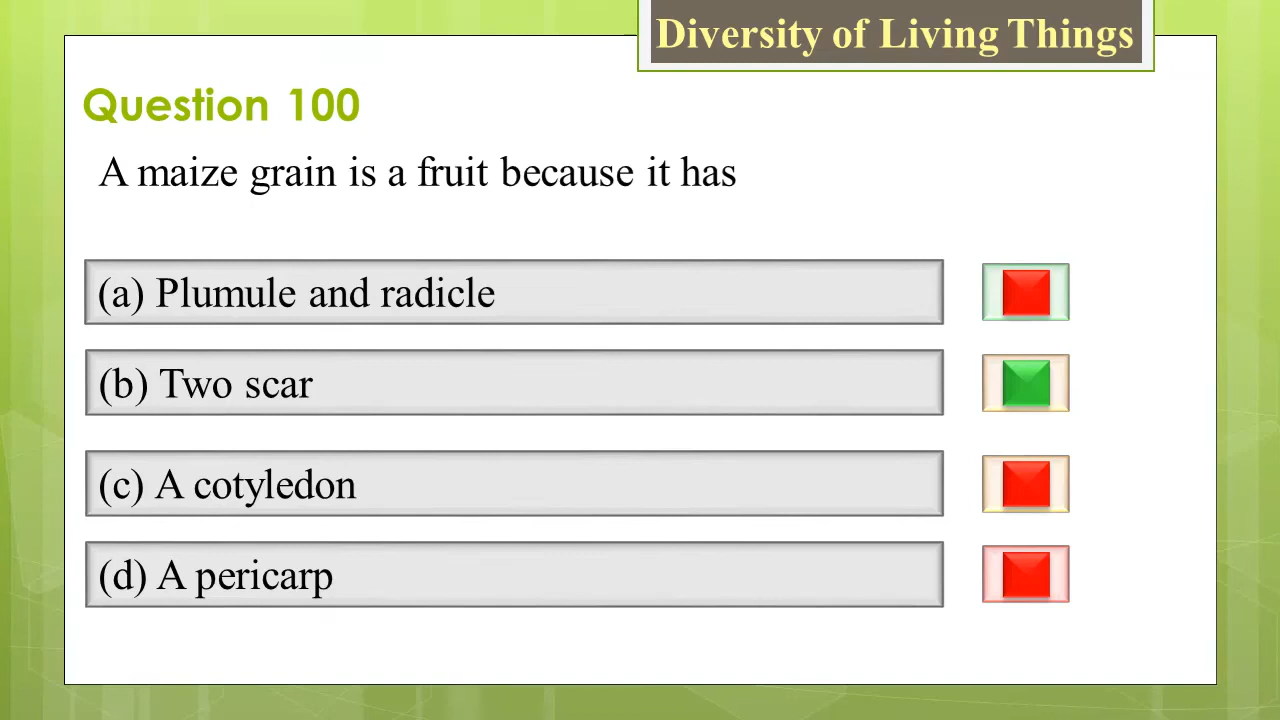 Diversity of Living Things
Question 100
A maize grain is a fruit because it has
(a) Plumule and radicle
(b) Two scar
(c) A cotyledon
(d) A pericarp